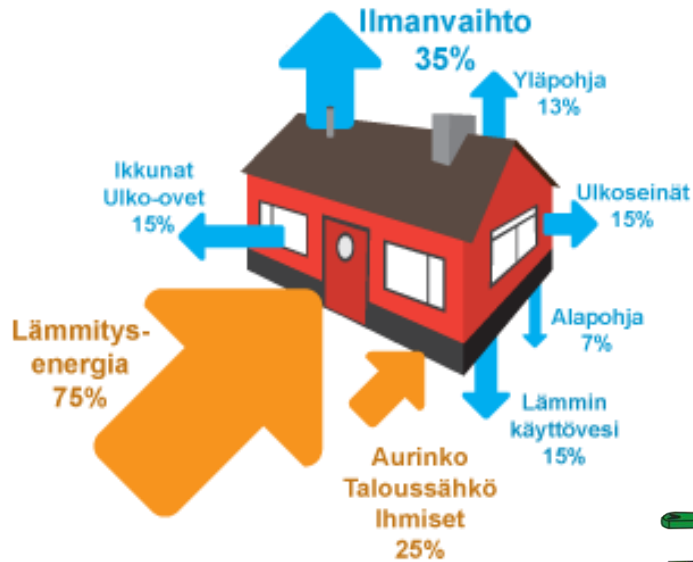 Ilmanvaihto
35%
Yläpohja
13%
Ikkunat
Ulko-ovet
15%
Ulkoseinät
15%
Lämmitys-
energia
75%
Alapohja
7%
Lämmin
käyttövesi
15%
Aurinko
Taloussähkö
Ihmiset
25%